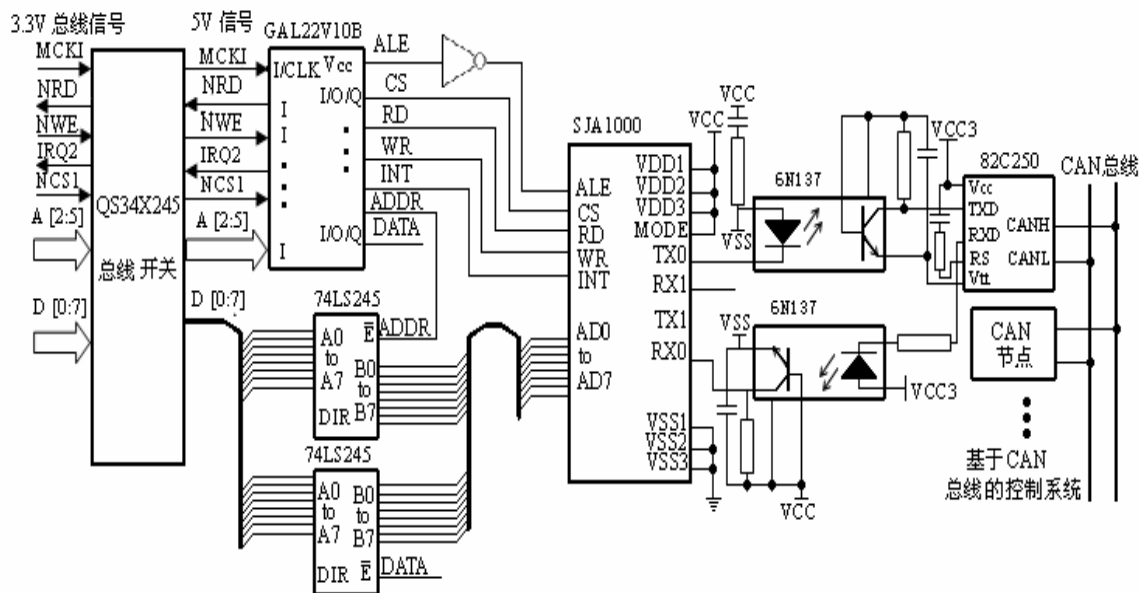 3.3V 总线信号
5V 信号
MCKI
NRD
NWE
IRQ2
NCS1
A [2:5]
D [0:7]
QS34X245
总线 开关
MCKI
NRD
NWE
IRQ2
NCS1
A [2:5]
D [0:7]
GAL22V10B
I/CLK
Vcc
I
I
I
I/O/Q
I/O/Q
ALE
CS
RD
WR
INT
ADDR
DATA
74LS245
A0
to
A7
DIR
E
B0
to
B7
ADDR
74LS245
A0
to
A7
DIR
E
B0
to
B7
DATA
SJA1000
ALE
CS
RD
WR
INT
AD0
to
AD7
VDD1
VDD2
VDD3
MODE
TX0
RX1
TX1
RX0
VSS1
VSS2
VSS3
VCC
VCC
VSS
6N137
VCC3
82C250
Vcc
TXD
RXD
RS
Vtt
CANH
CANL
CAN总线
6N137
VSS
VCC
VCC3
CAN
节点
基于CAN
总线的控制系统